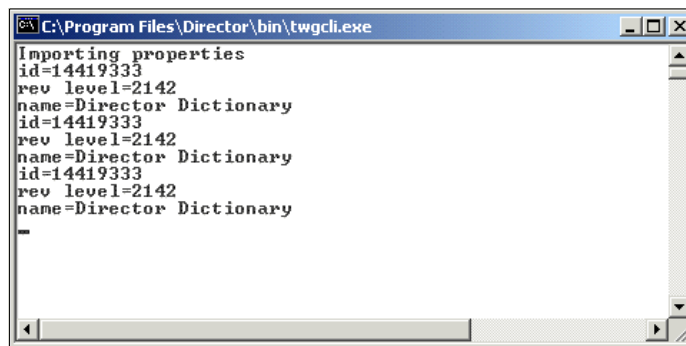 C:\Program Files\Director\bin\twgcli.exe
Importing properties
id=14419333
rev level=2142
name=Director Dictionary
id=14419333
rev level=2142
name=Director Dictionary
id=14419333
rev level=2142
name=Director Dictionary